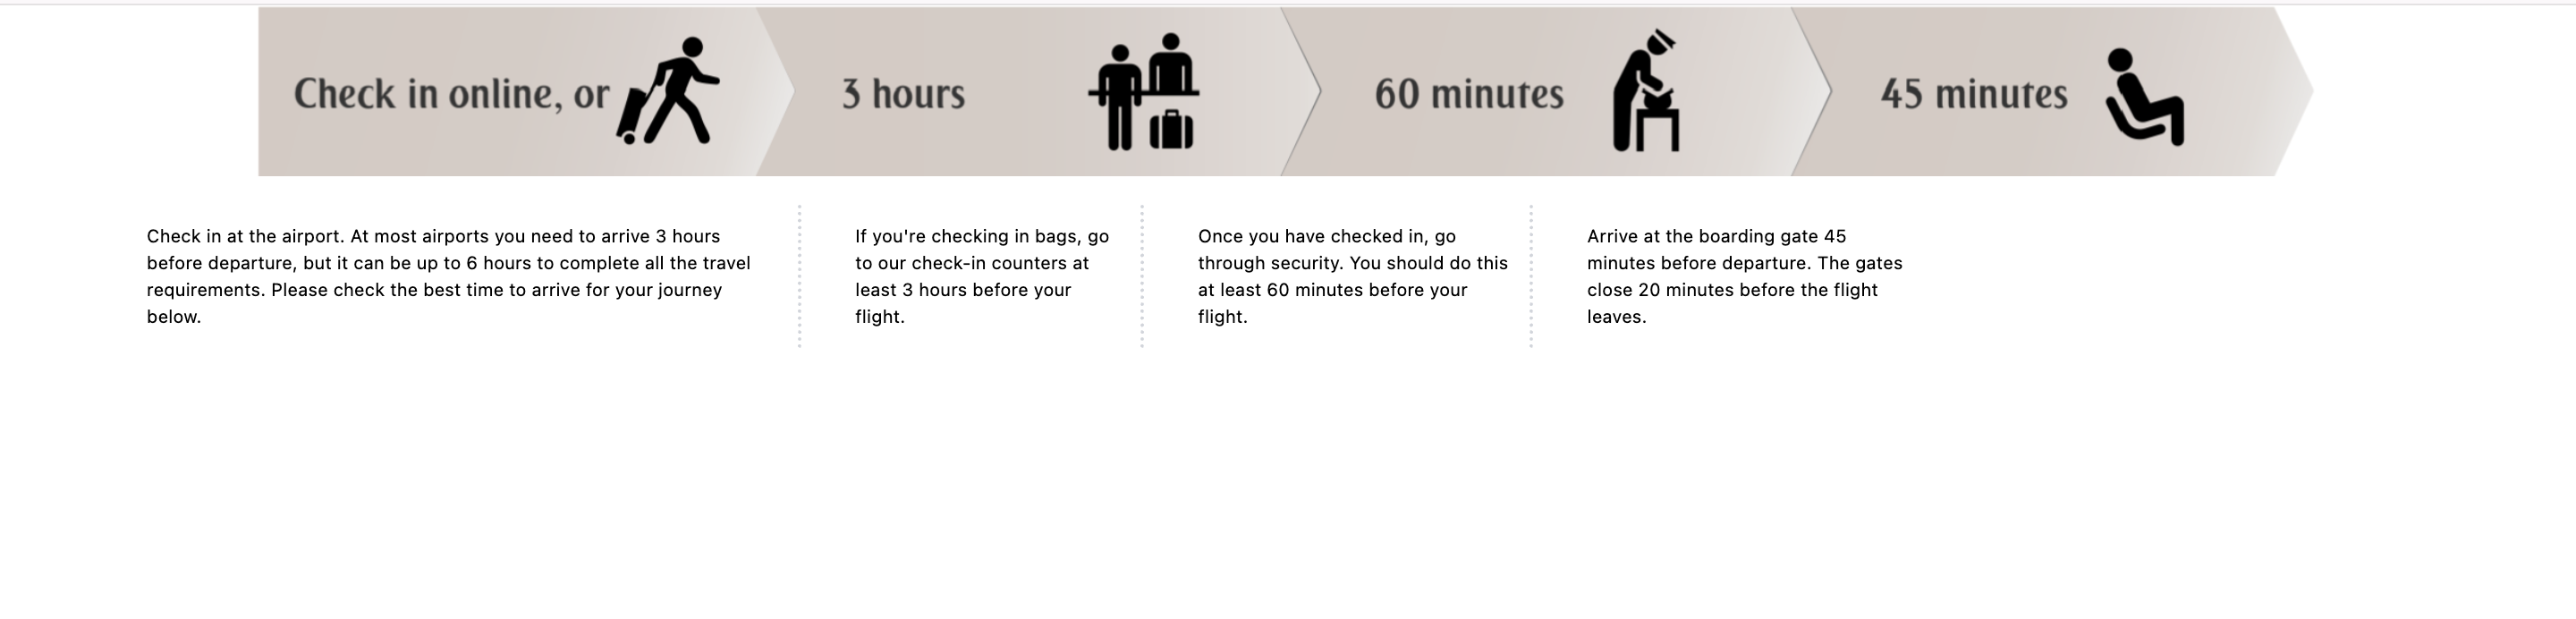 Check in online, or
3 hours
60 minutes
45 minutes
Check in at the airport. At most airports you need to arrive 3 hours
before departure, but it can be up to 6 hours to complete all the travel
requirements. Please check the best time to arrive for your journey
below.
If you're checking in bags, go
to our check-in counters at
least 3 hours before your
flight.
Once you have checked in, go
through security. You should do this
at least 60 minutes before your
flight.
Arrive at the boarding gate 45
minutes before departure. The gates
close 20 minutes before the flight
leaves.